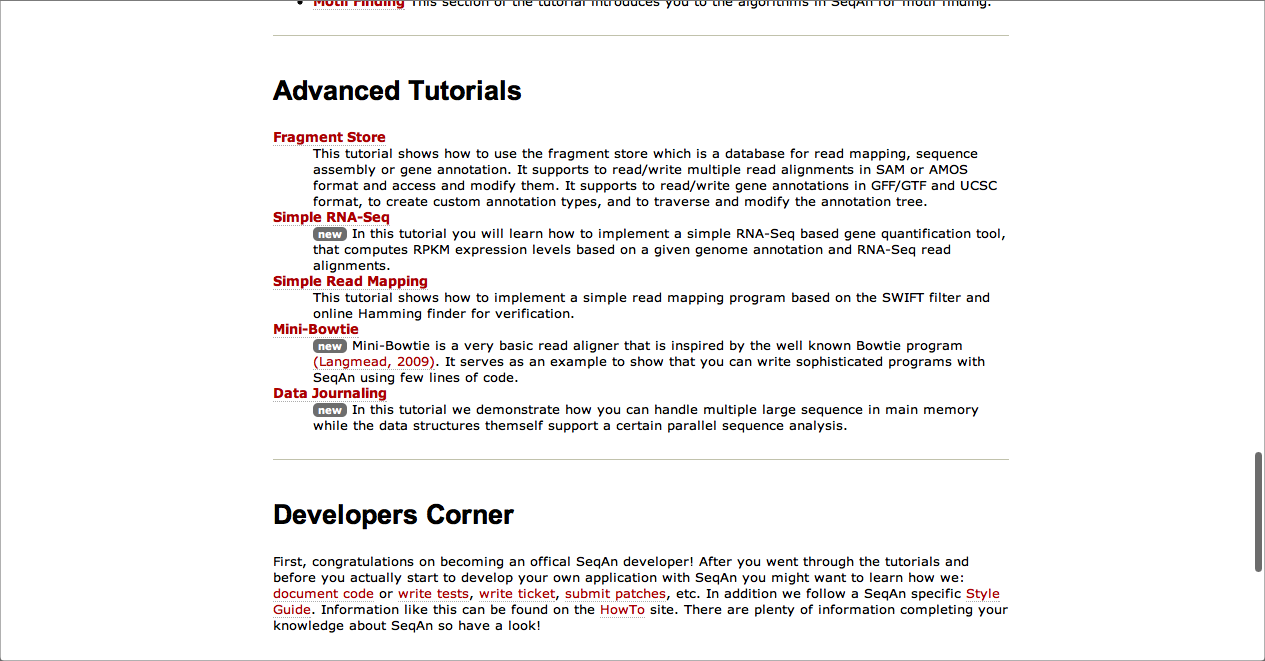 Motif Finding This section of the tutorial introduces you to the algorithms in SeqAn for motif finding.
Advanced Tutorials
Fragment Store
This tutorial shows how to use the fragment store which is a database for read mapping, sequence
assembly or gene annotation. It supports to read/write multiple read alignments in SAM or AMOS
format and access and modify them. It supports to read/write gene annotations in GFF/GTF and UCSC
format, to create custom annotation types, and to traverse and modify the annotation tree.
Simple RNA-Seq
new In this tutorial you will learn how to implement a simple RNA-Seq based gene quantification tool,
that computes RPKM expression levels based on a given genome annotation and RNA-Seq read
alignments.
Simple Read Mapping
This tutorial shows how to implement a simple read mapping program based on the SWIFT filter and
online Hamming finder for verification.
Mini-Bowtie
new Mini-Bowtie is a very basic read aligner that is inspired by the well known Bowtie program
(Langmead, 2009). It serves as an example to show that you can write sophisticated programs with
SeqAn using few lines of code.
Data Journaling
new In this tutorial we demonstrate how you can handle multiple large sequence in main memory
while the data structures themself support a certain parallel sequence analysis.
Developers Corner
First, congratulations on becoming an offical SeqAn developer! After you went through the tutorials and
before you actually start to develop your own application with SeqAn you might want to learn how we:
document code or write tests, write ticket, submit patches, etc. In addition we follow a SeqAn specific Style
Guide. Information like this can be found on the HowTo site. There are plenty of information completing your
knowledge about SeqAn so have a look!